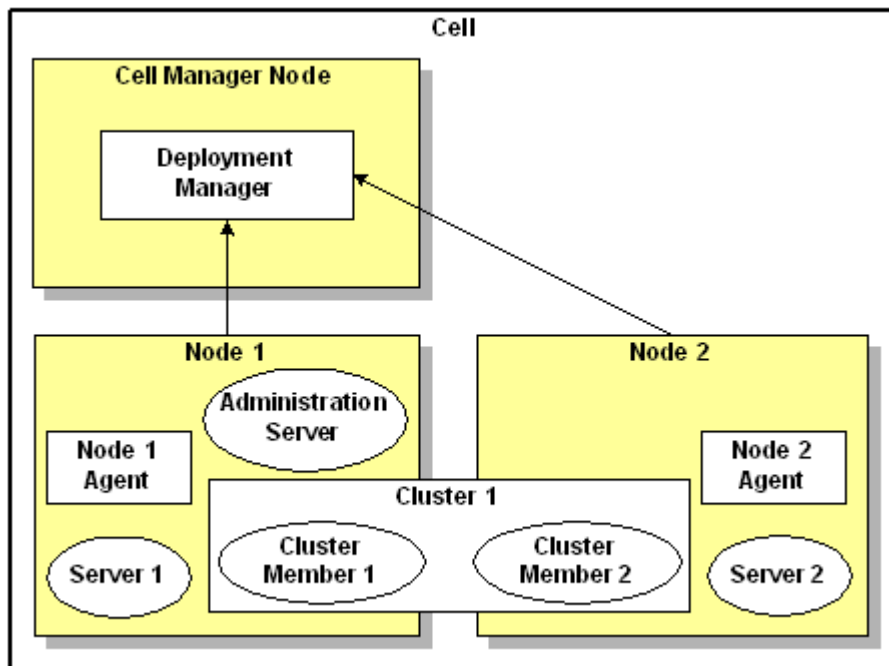 Cell
Cell Manager Node
Deployment
Manager
Node 1
Administration
Server
Node 1
Agent
Server 1
Cluster 1
Cluster
Member 1
Cluster
Member 2
Node 2
Node 2
Agent
Server 2